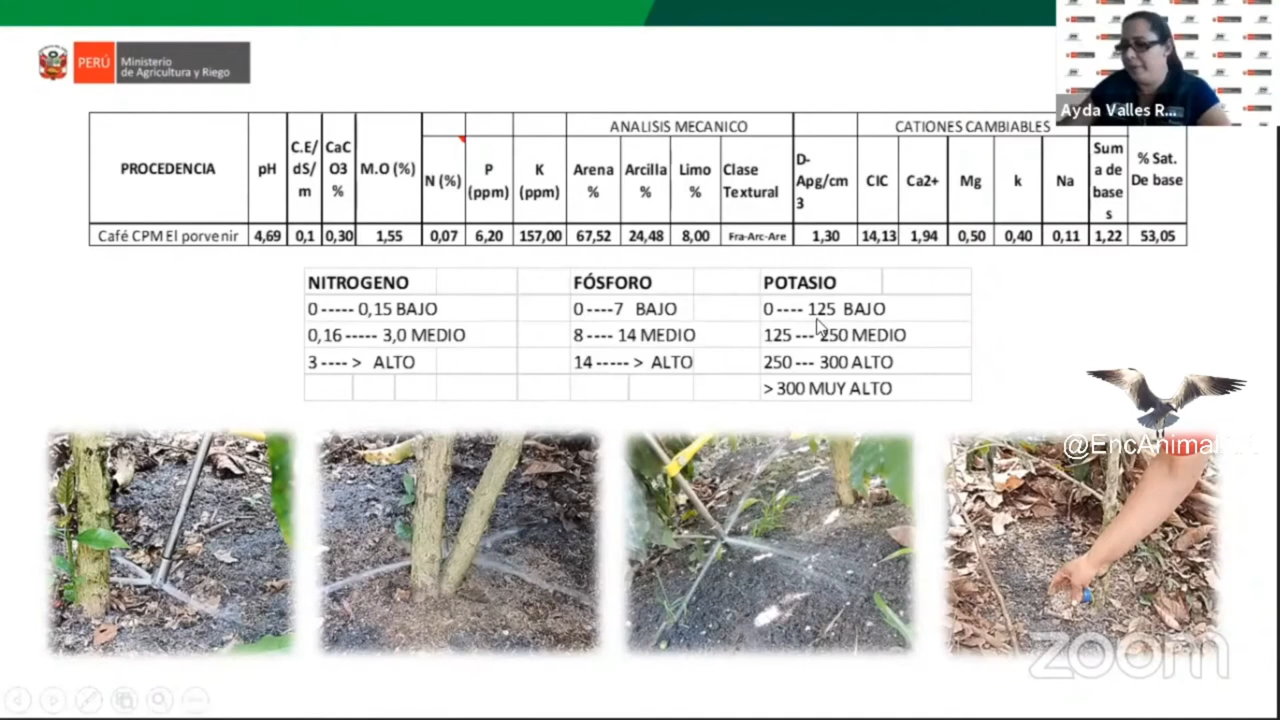 PERÚ
Ministerio
de Agricultura y Riego
Ayda Valles R...
ANALISIS MECANICO
CATIONES CAMBIABLES
PROCEDENCIA
pH
C.E/
dS/
m
CaC
O3
%
M.O (%)
N (%)
P
(ppm)
K
(ppm)
Arena
%
Arcilla
%
Limo
%
Clase
Textural
D-
Apg/cm
3
CIC
Ca2+
Mg
k
Na
Sum
a de
base
s
% Sat.
De base
Café CPM El porvenir 4,69 0,1 0,30 1,55 0,07 6,20 157,00 67,52 24,48 8,00 Fra-Arc-Are 1,30 14,13 1,94 0,50 0,40 0,11 1,22 53,05
NITROGENO FÓSFORO POTASIO
0 ----- 0,15 BAJO 0 ----7 BAJO 0 ---- 125 BAJO
0,16 ----- 3,0 MEDIO 8 ---- 14 MEDIO 125 --- 250 MEDIO
3 ---- > ALTO 14 ----- > ALTO 250 --- 300 ALTO
> 300 MUY ALTO
zoom